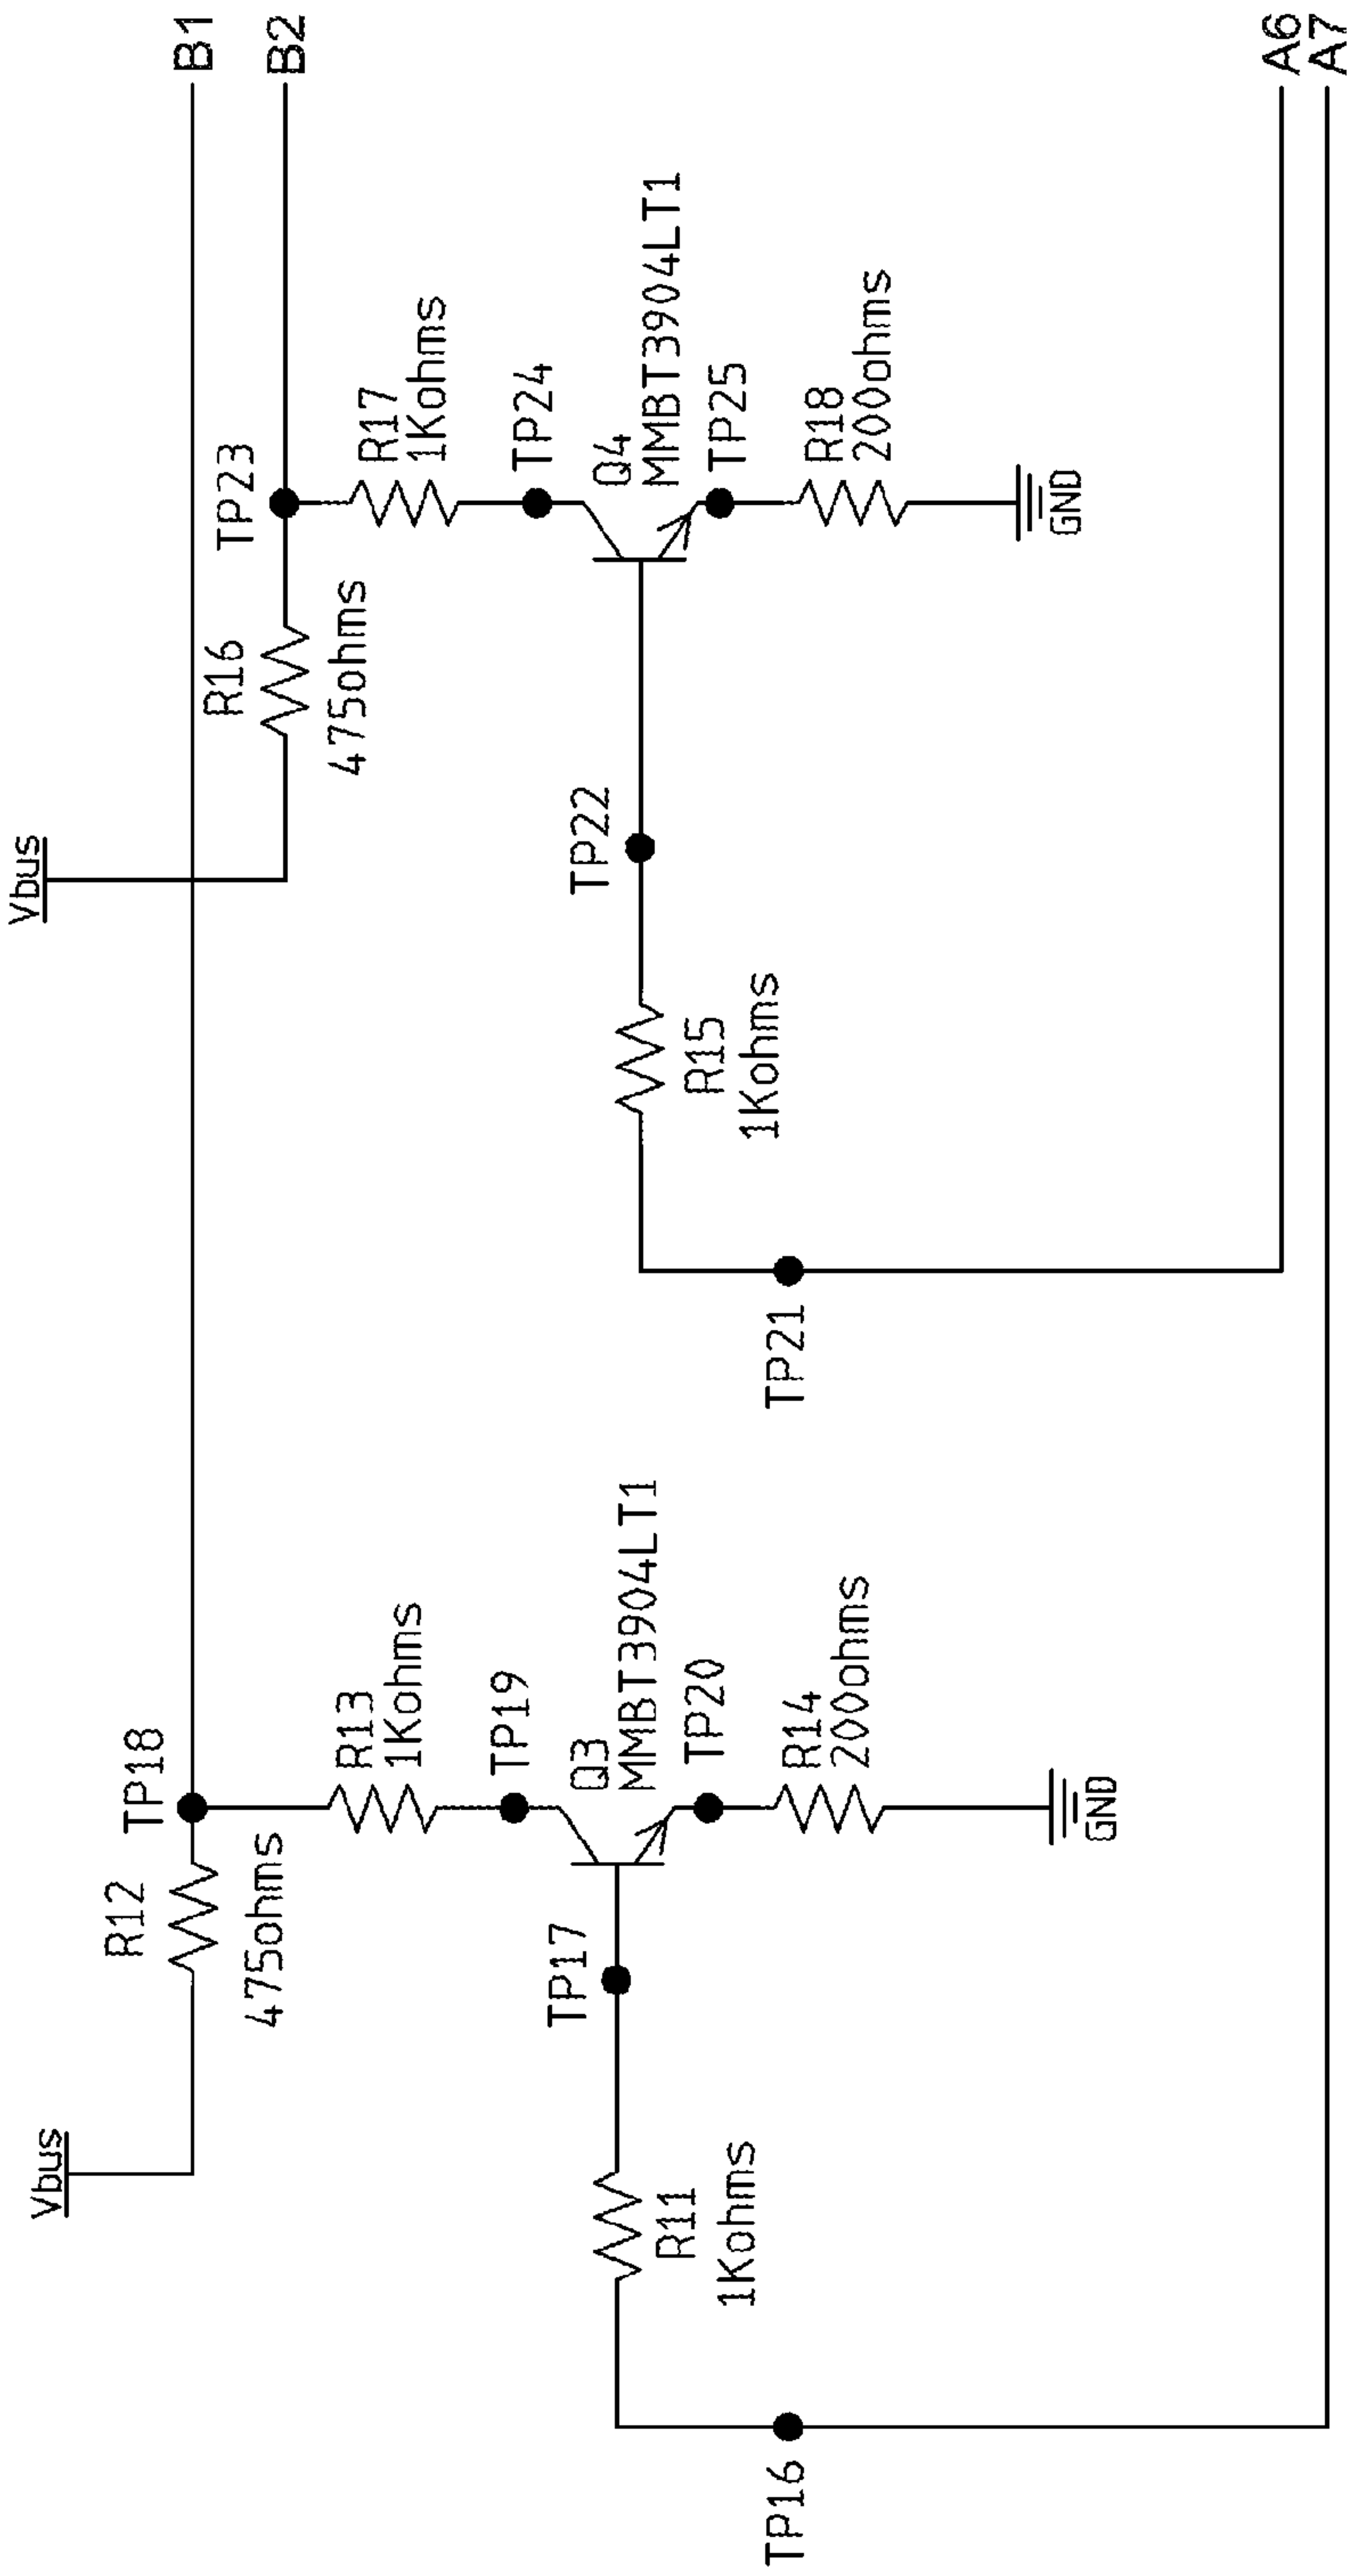 Vbus
R12
475ohms
TP18
B1
R13
1Kohms
TP19
Q3
MMBT3904LT1
TP17
TP20
R11
1Kohms
R14
200ohms
GND
TP16
Vbus
R16
475ohms
TP23
B2
R17
1Kohms
TP24
Q4
MMBT3904LT1
TP22
TP25
R15
1Kohms
R18
200ohms
GND
TP21
A6
A7